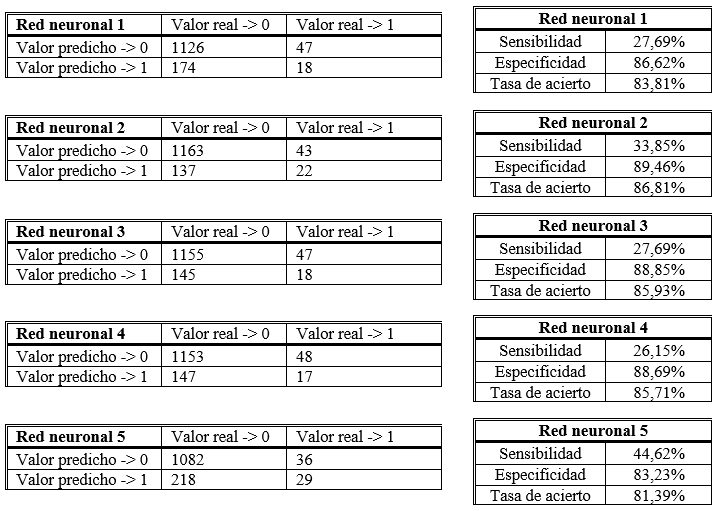 Red neuronal 1 Valor real -> 0 Valor real -> 1
Valor predicho -> 0 1126 47
Valor predicho -> 1 174 18
Red neuronal 1
Sensibilidad 27,69%
Especificidad 86,62%
Tasa de acierto 83,81%
Red neuronal 2 Valor real -> 0 Valor real -> 1
Valor predicho -> 0 1163 43
Valor predicho -> 1 137 22
Red neuronal 2
Sensibilidad 33,85%
Especificidad 89,46%
Tasa de acierto 86,81%
Red neuronal 3 Valor real -> 0 Valor real -> 1
Valor predicho -> 0 1155 47
Valor predicho -> 1 145 18
Red neuronal 3
Sensibilidad 27,69%
Especificidad 88,85%
Tasa de acierto 85,93%
Red neuronal 4 Valor real -> 0 Valor real -> 1
Valor predicho -> 0 1153 48
Valor predicho -> 1 147 17
Red neuronal 4
Sensibilidad 26,15%
Especificidad 88,69%
Tasa de acierto 85,71%
Red neuronal 5 Valor real -> 0 Valor real -> 1
Valor predicho -> 0 1082 36
Valor predicho -> 1 218 29
Red neuronal 5
Sensibilidad 44,62%
Especificidad 83,23%
Tasa de acierto 81,39%